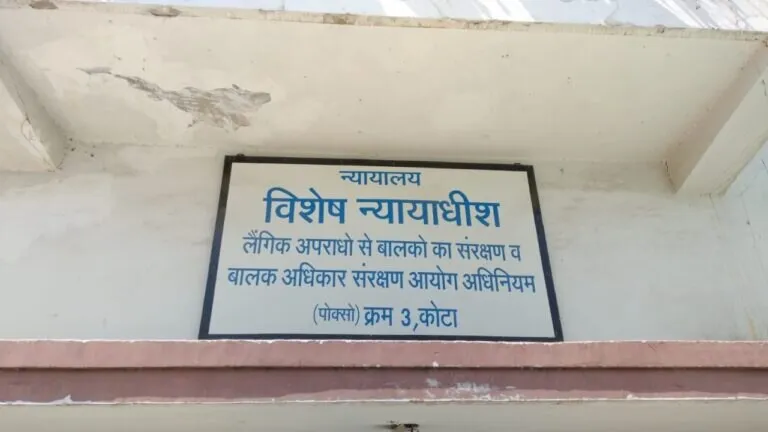 न्यायालय
विशेष न्यायाधीश
लैंगिक अपराधो से बालको का संरक्षण व
बालक अधिकार संरक्षण आयोग अधिनियम
(पोक्सो) क्रम 3,कोटा